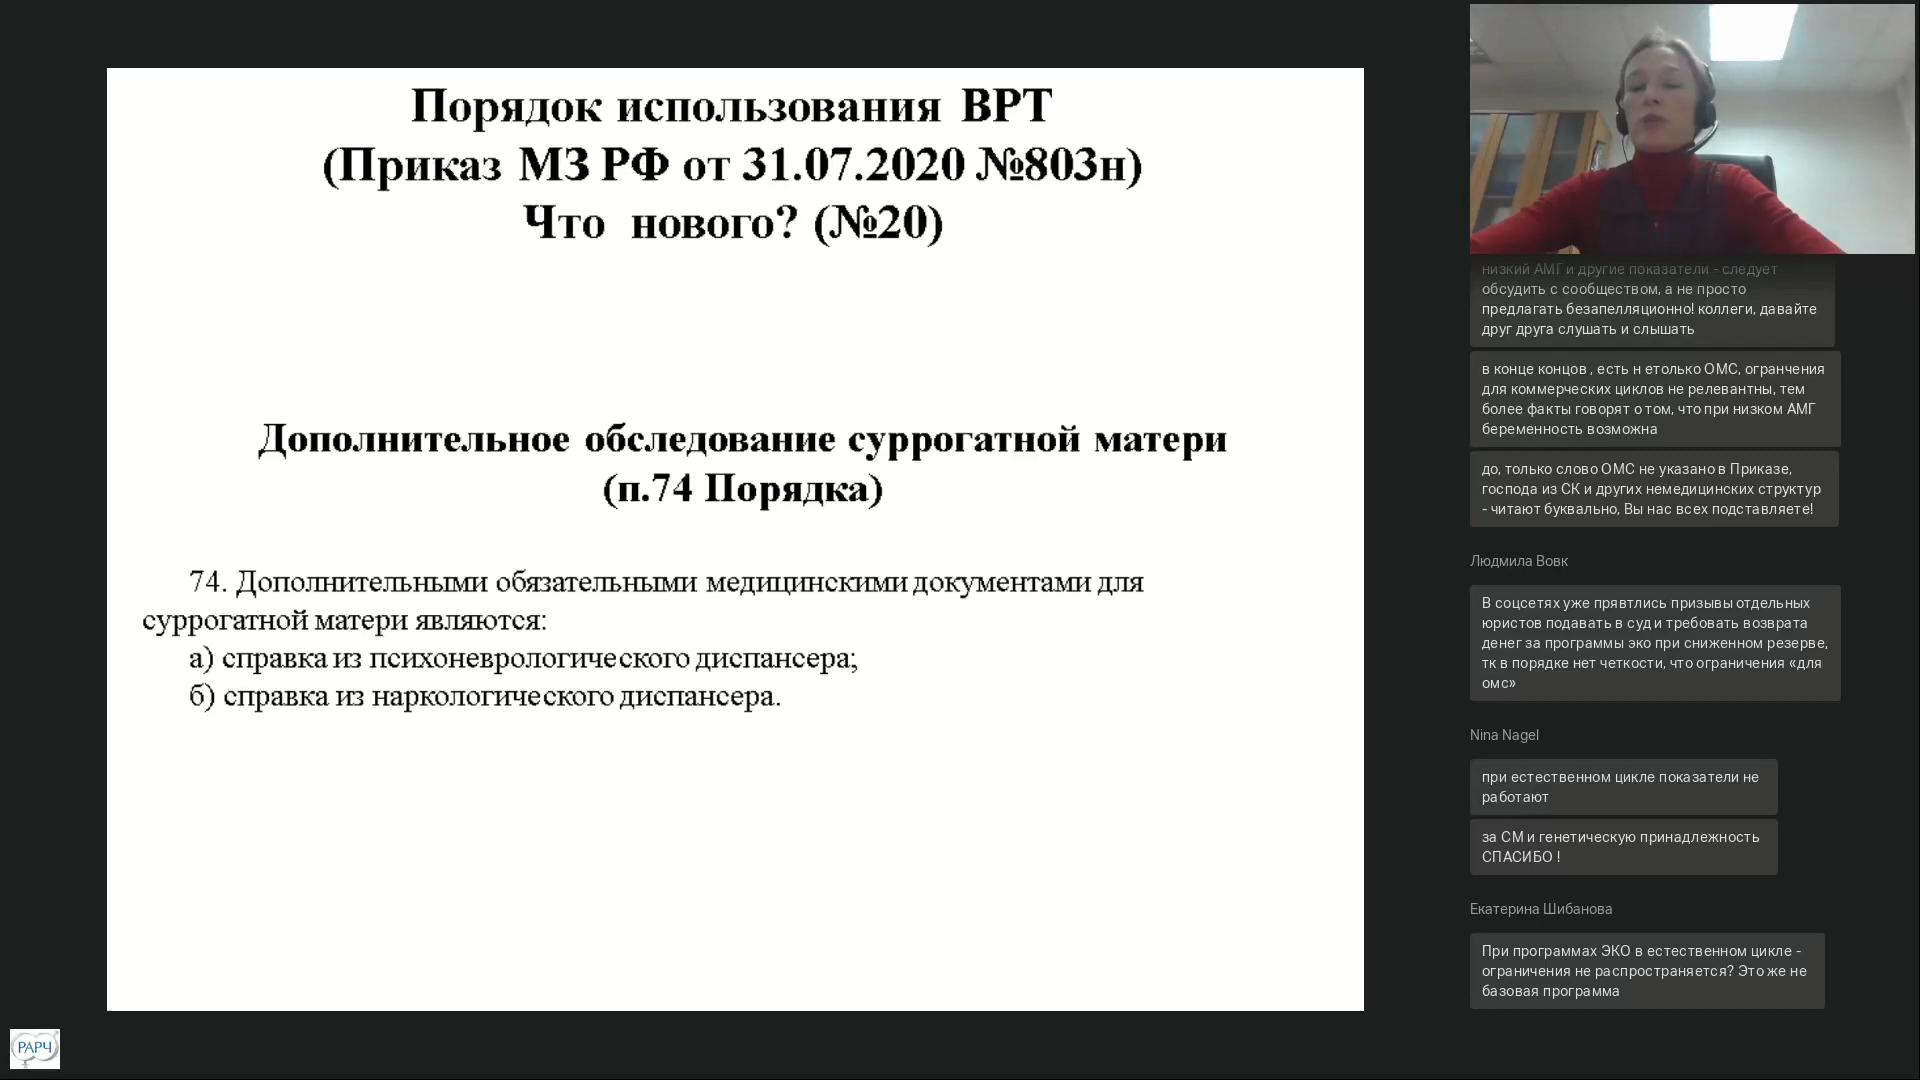 Порядок использования ВРТ
(Приказ МЗ РФ от 31.07.2020 №803н)
Что нового? (№20)
Дополнительное обследование суррогатной матери
(п.74 Порядка)
74. Дополнительными обязательными медицинскими документами для
суррогатной матери являются:
а) справка из психоневрологического диспансера;
б) справка из наркологического диспансера.
РАРЧ
низкий АМГ и другие показатели - следует
обсудить с сообществом, а не просто
предлагать безапелляционно! коллеги, давайте
друг друга слушать и слышать
в конце концов , есть н етолько ОМС, огранчения
для коммерческих циклов не релевантны, тем
более факты говорят о том, что при низком АМГ
беременность возможна
до, только слово ОМС не указано в Приказе,
господа из СК и других немедицинских структур
- читают буквально, Вы нас всех подставляете!
Людмила Вовк
В соцсетях уже прявтлись призывы отдельных
юристов подавать в суд и требовать возврата
денег за программы эко при сниженном резерве,
тк в порядке нет четкости, что ограничения «для
омс»
Nina Nagel
при естественном цикле показатели не
работают
за СМ и генетическую принадлежность
СПАСИБО !
Екатерина Шибанова
При программах ЭКО в естественном цикле -
ограничения не распространяется? Это же не
базовая программа